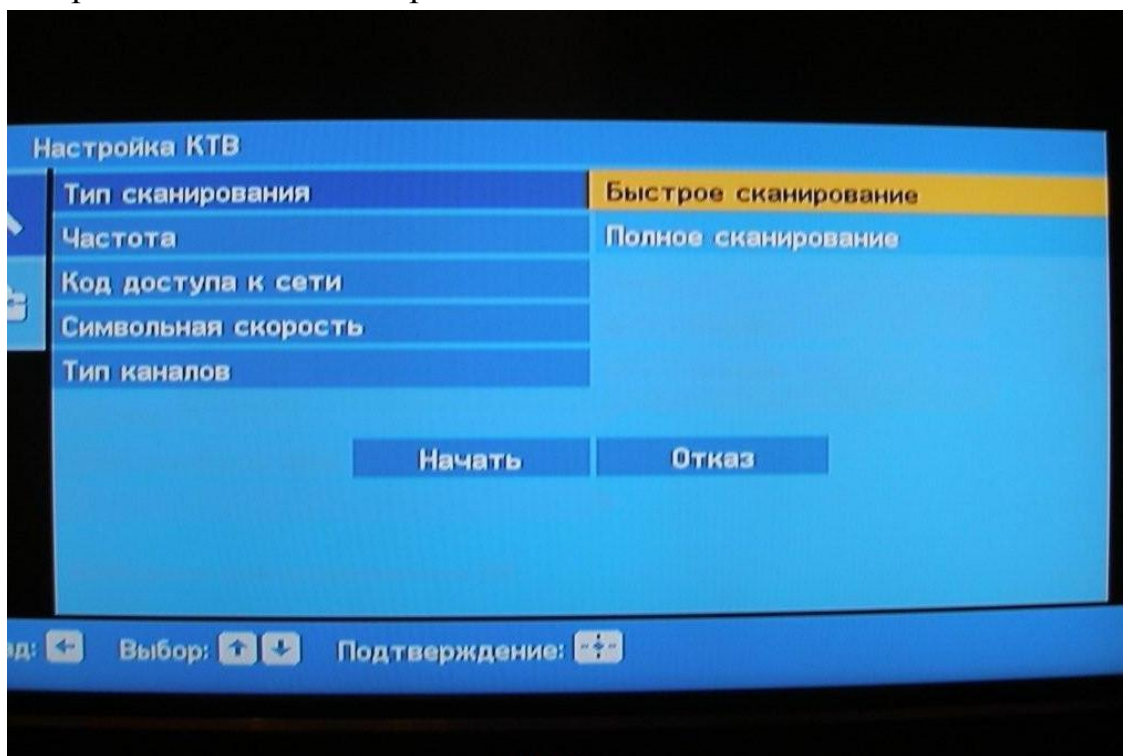 Настройка КТВ
Тип сканирования
Быстрое сканирование
Частота
Полное сканирование
Код доступа к сети
Символьная скорость
Тип каналов
Начать
Отказ
Выбор:
Подтверждение: